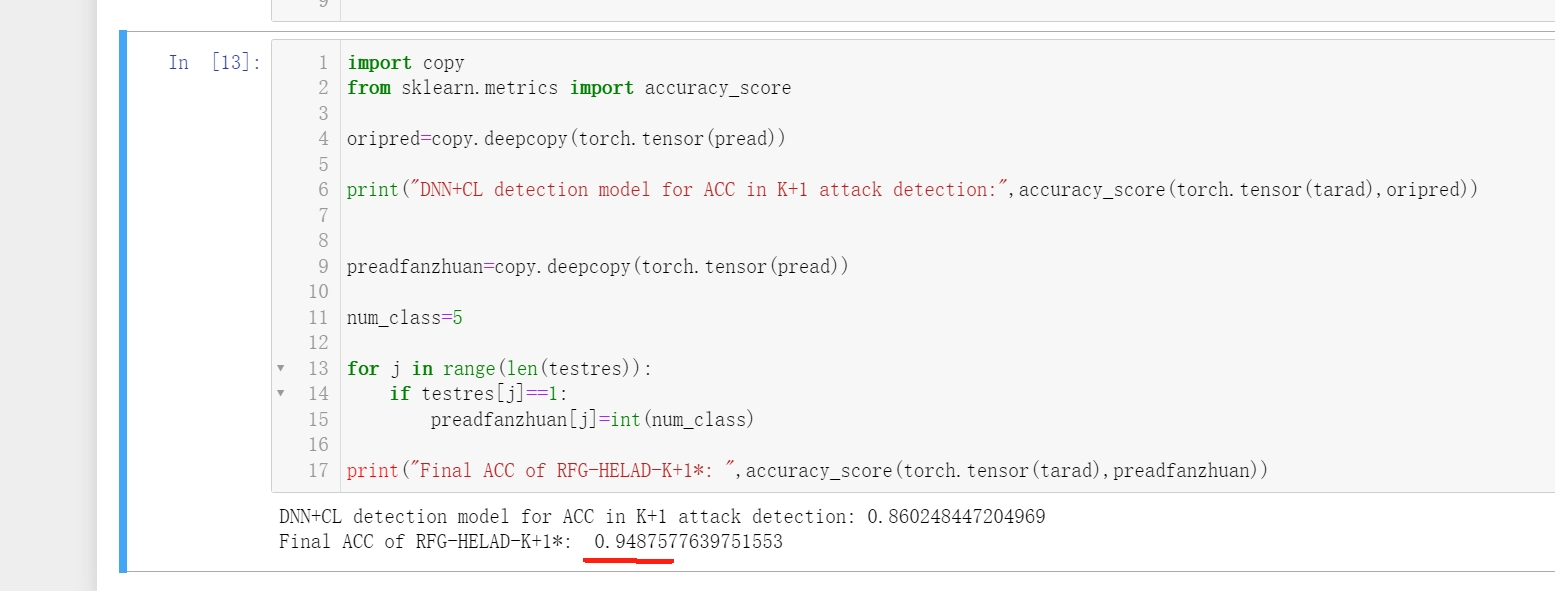 9
In [13]:
1 import copy
2 from sklearn.metrics import accuracy_score
3
4 oripred=copy.deepcopy(torch.tensor(pread))
5
6 print("DNN+CL detection model for ACC in K+1 attack detection:",accuracy_score(torch.tensor(tarad),oripred))
7
8
9 preadfanzhuan=copy.deepcopy(torch.tensor(pread))
10
11 num_class=5
12
13 for j in range(len(testres)):
14     if testres[j]==1:
15         preadfanzhuan[j]=int(num_class)
16
17 print("Final ACC of RFG-HELAD-K+1*: ",accuracy_score(torch.tensor(tarad),preadfanzhuan))
DNN+CL detection model for ACC in K+1 attack detection: 0.860248447204969
Final ACC of RFG-HELAD-K+1*:  0.9487577639751553